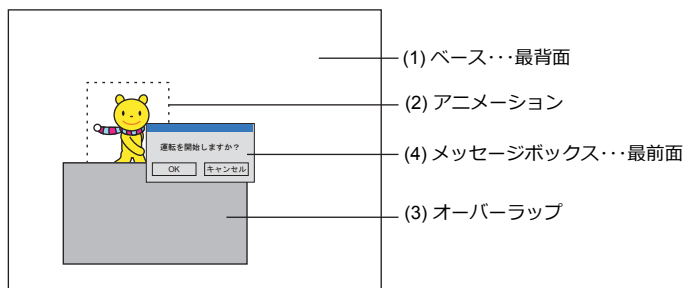 (1) ベース･･･最背面
(2) アニメーション
運転を開始しますか？
OK キャンセル
(4) メッセージボックス･･･最前面
(3) オーバーラップ